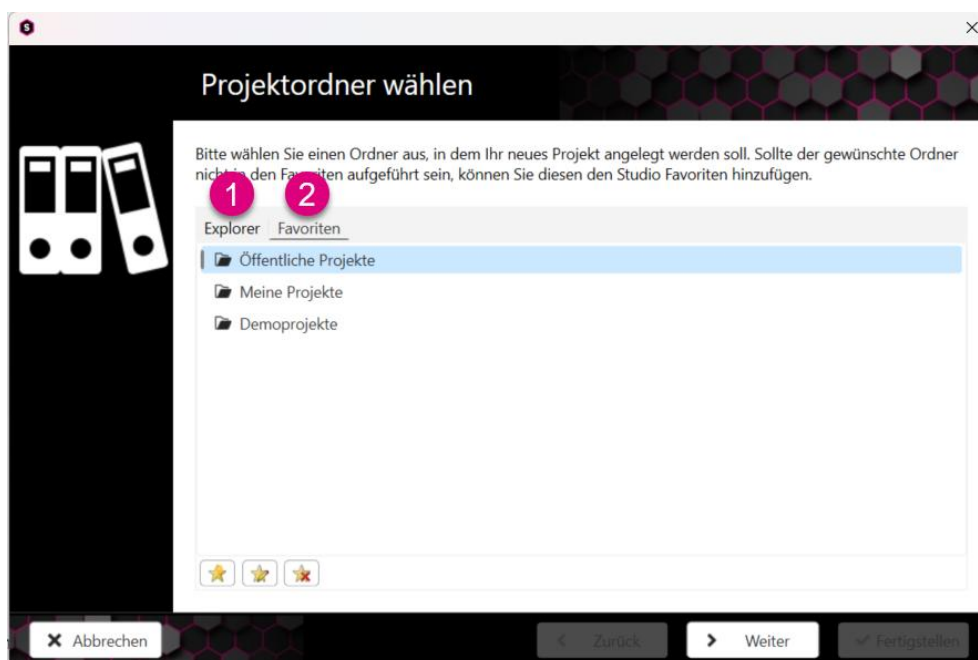 S
Projektordner wählen
Bitte wählen Sie einen Ordner aus, in dem Ihr neues Projekt angelegt werden soll. Sollte der gewünschte Ordner
nicht in den Favoriten aufgeführt sein, können Sie diesen den Studio Favoriten hinzufügen.
1 2
Explorer Favoriten
Öffentliche Projekte
Meine Projekte
Demoprojekte
Abbrechen Zurück Weiter Fertigstellen